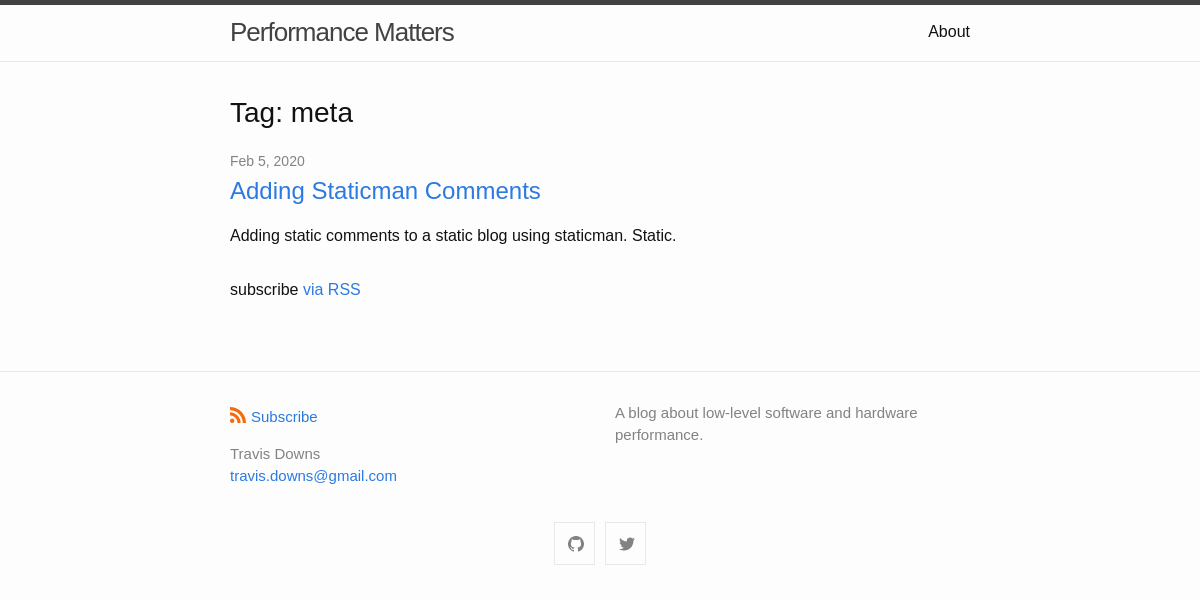 Performance Matters
About
Tag: meta
Feb 5, 2020
Adding Staticman Comments
Adding static comments to a static blog using staticman. Static.
subscribe via RSS
Subscribe
Travis Downs
travis.downs@gmail.com
A blog about low-level software and hardware
performance.